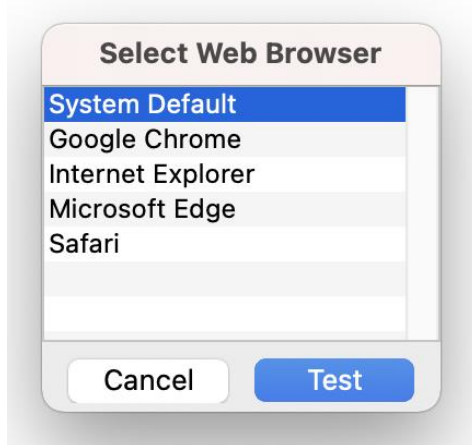 Select Web Browser
System Default
Google Chrome
Internet Explorer
Microsoft Edge
Safari
Cancel
Test